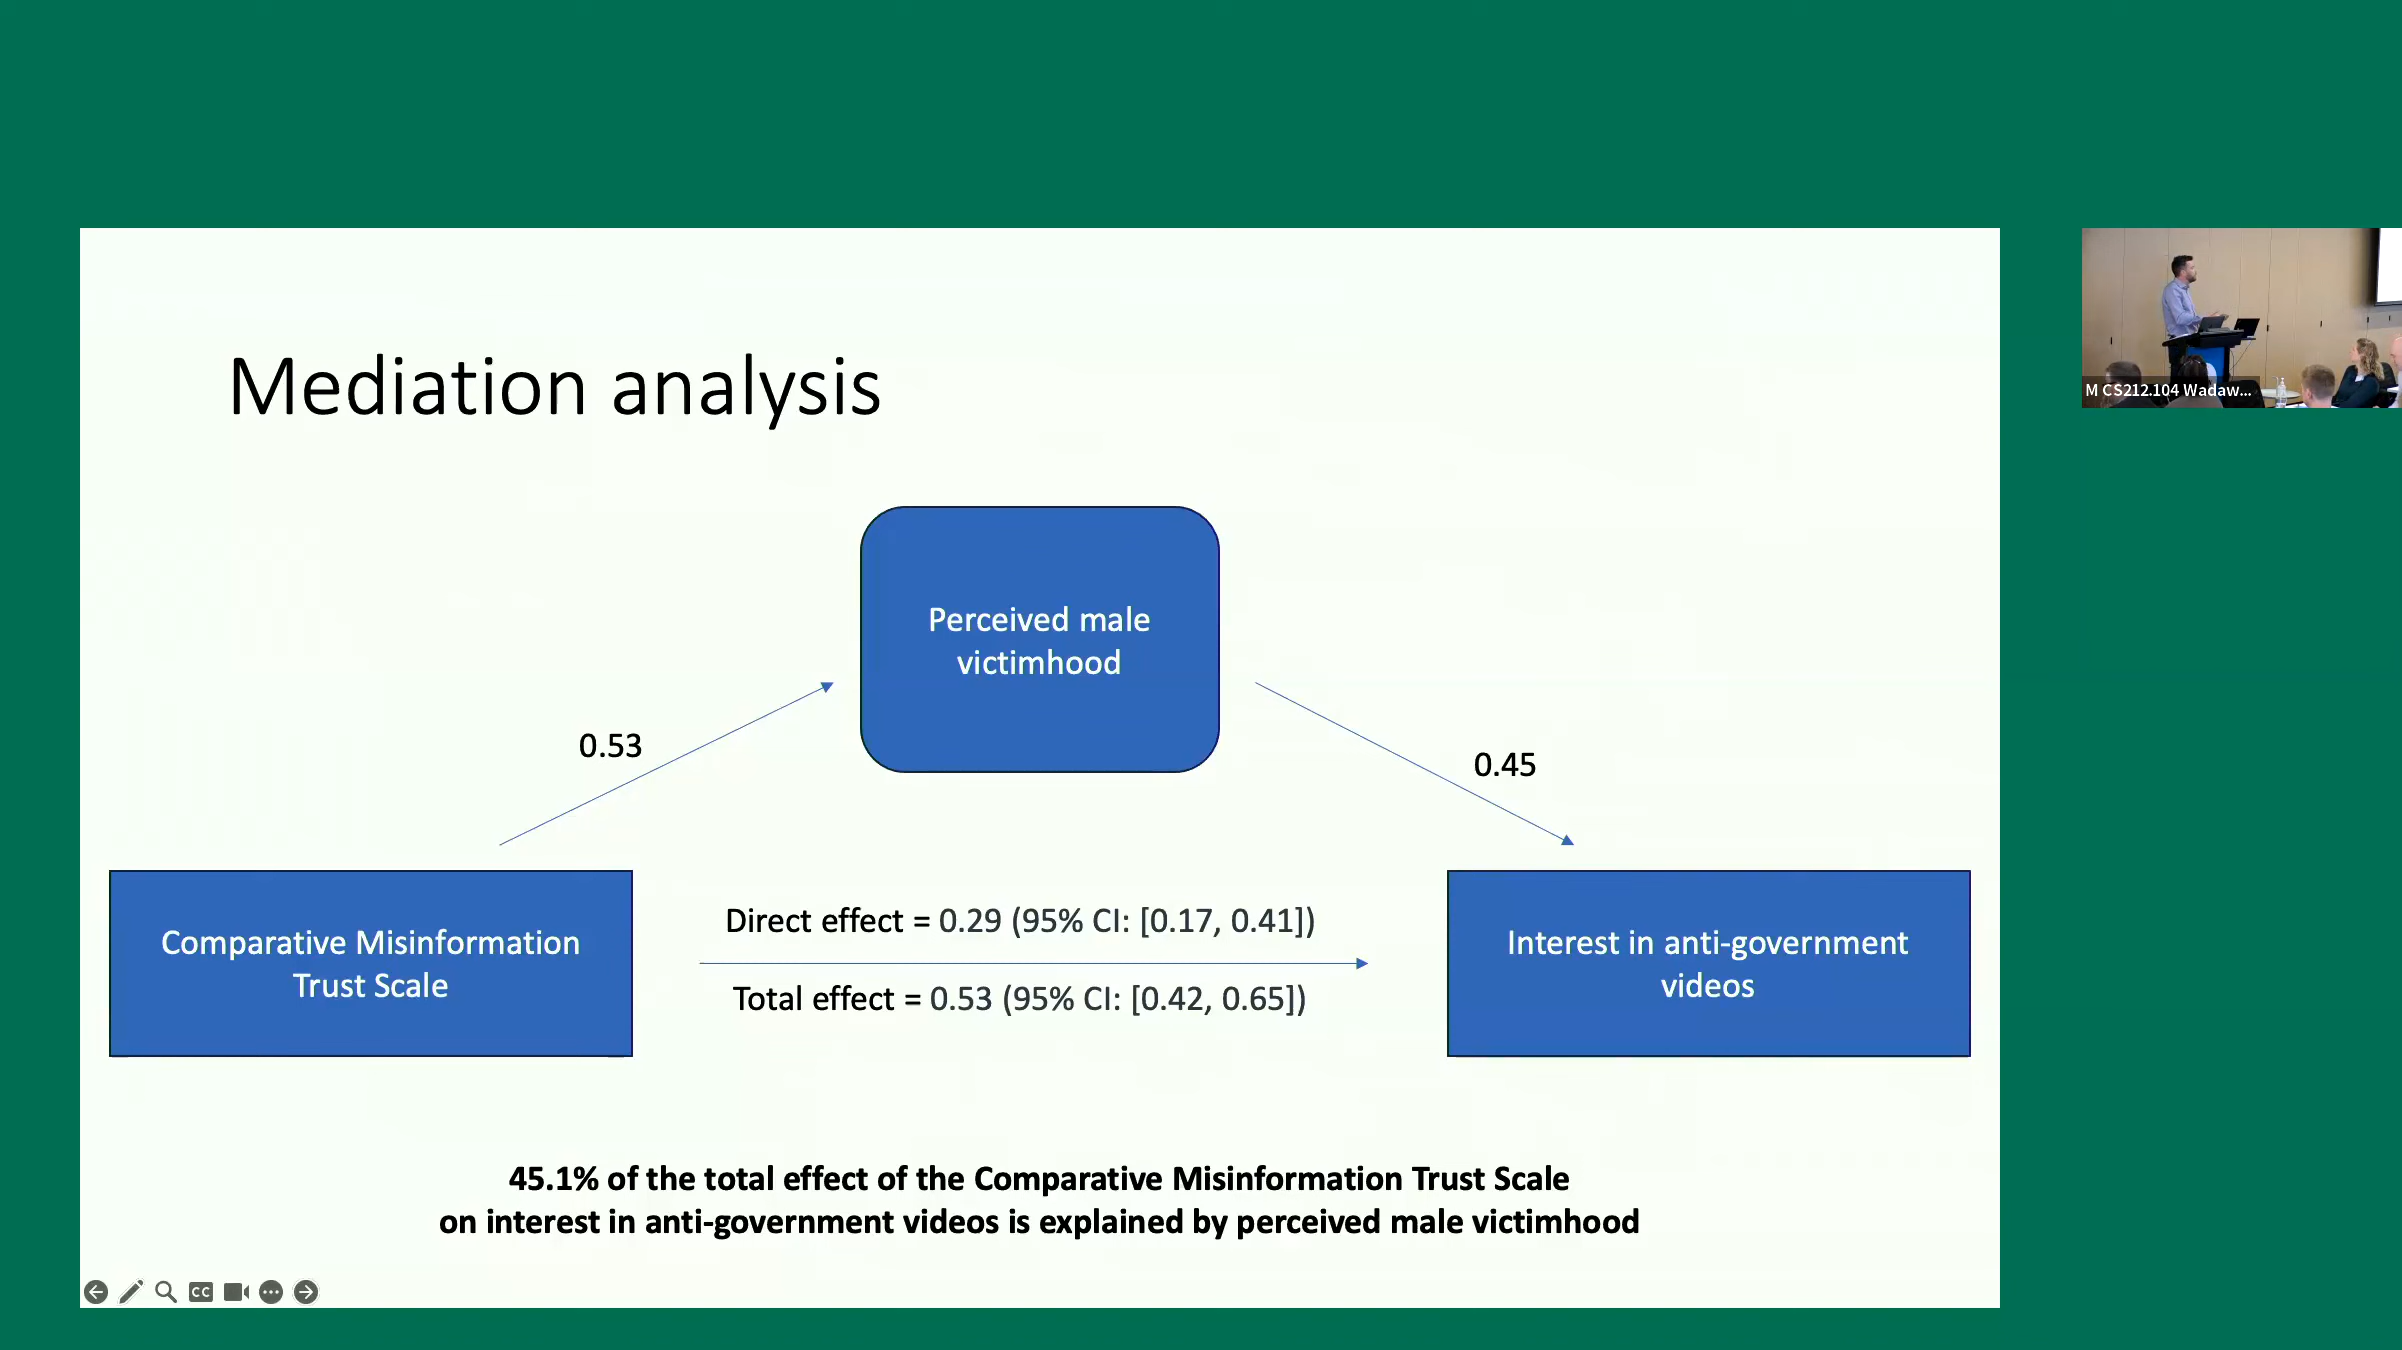 Mediation analysis
Perceived male
victimhood
0.53
0.45
Comparative Misinformation
Trust Scale
Direct effect = 0.29 (95% CI: [0.17, 0.41])
Total effect = 0.53 (95% CI: [0.42, 0.65])
Interest in anti-government
videos
45.1% of the total effect of the Comparative Misinformation Trust Scale
on interest in anti-government videos is explained by perceived male victimhood
CC
M CS212.104 Wadaw...